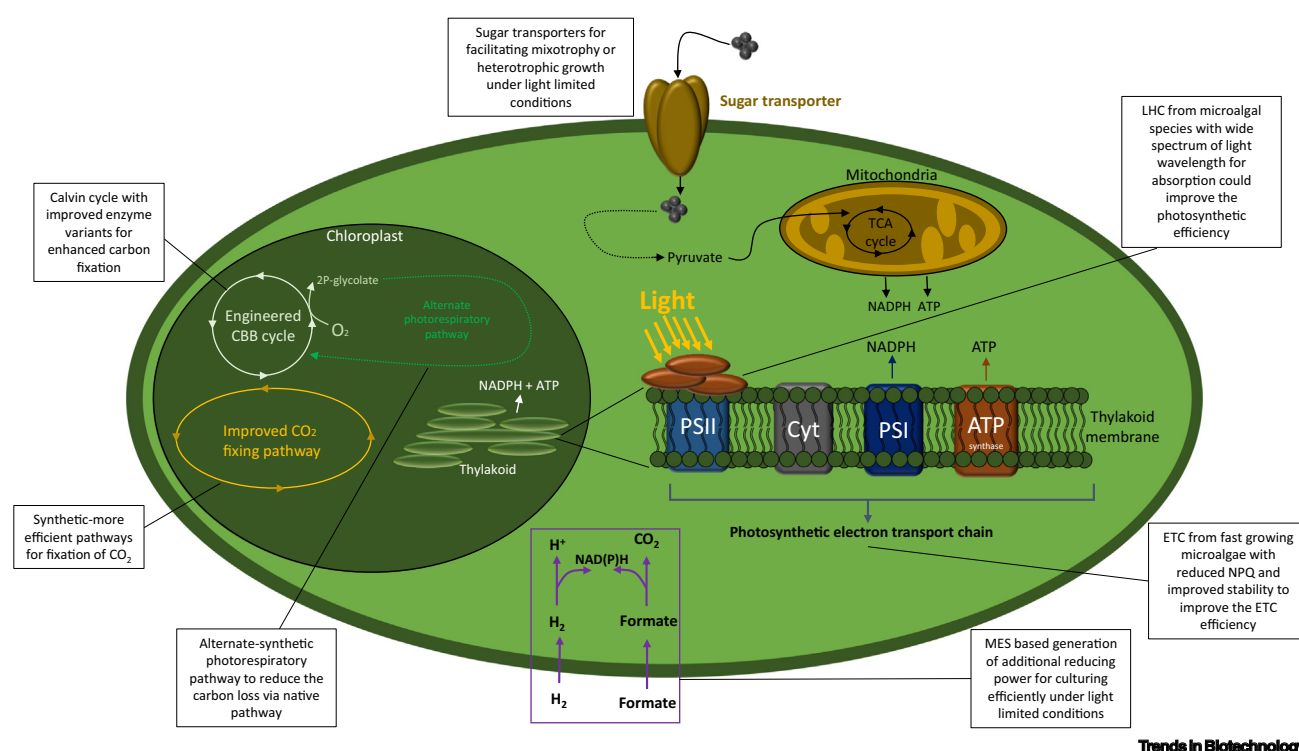 Sugar transporters for
facilitating mixotrophy or
heterotrophic growth
under light limited
conditions
Sugar transporter
LHC from microalgal
species with wide
spectrum of light
wavelength for
absorption could
improve the
photosynthetic
efficiency
Calvin cycle with
improved enzyme
variants for
enhanced carbon
fixation
Mitochondria
TCA
cycle
Pyruvate
NADPH ATP
Chloroplast
2P-glycolate
Engineered
CBB cycle
O₂
Alternate
photorespiratory
pathway
Light
NADPH
ATP
NADPH + ATP
Improved CO₂
fixing pathway
Thylakoid
PSII
Cyt
PSI
ATP
synthase
Thylakoid
membrane
Photosynthetic electron transport chain
Synthetic-more
efficient pathways
for fixation of CO₂
H⁺
CO₂
NAD(P)H
H₂
Formate
H₂
Formate
ETC from fast growing
microalgae with
reduced NPQ and
improved stability to
improve the ETC
efficiency
Alternate-synthetic
photorespiratory
pathway to reduce the
carbon loss via native
pathway
MES based generation
of additional reducing
power for culturing
efficiently under light
limited conditions
Trends in Biotechnology